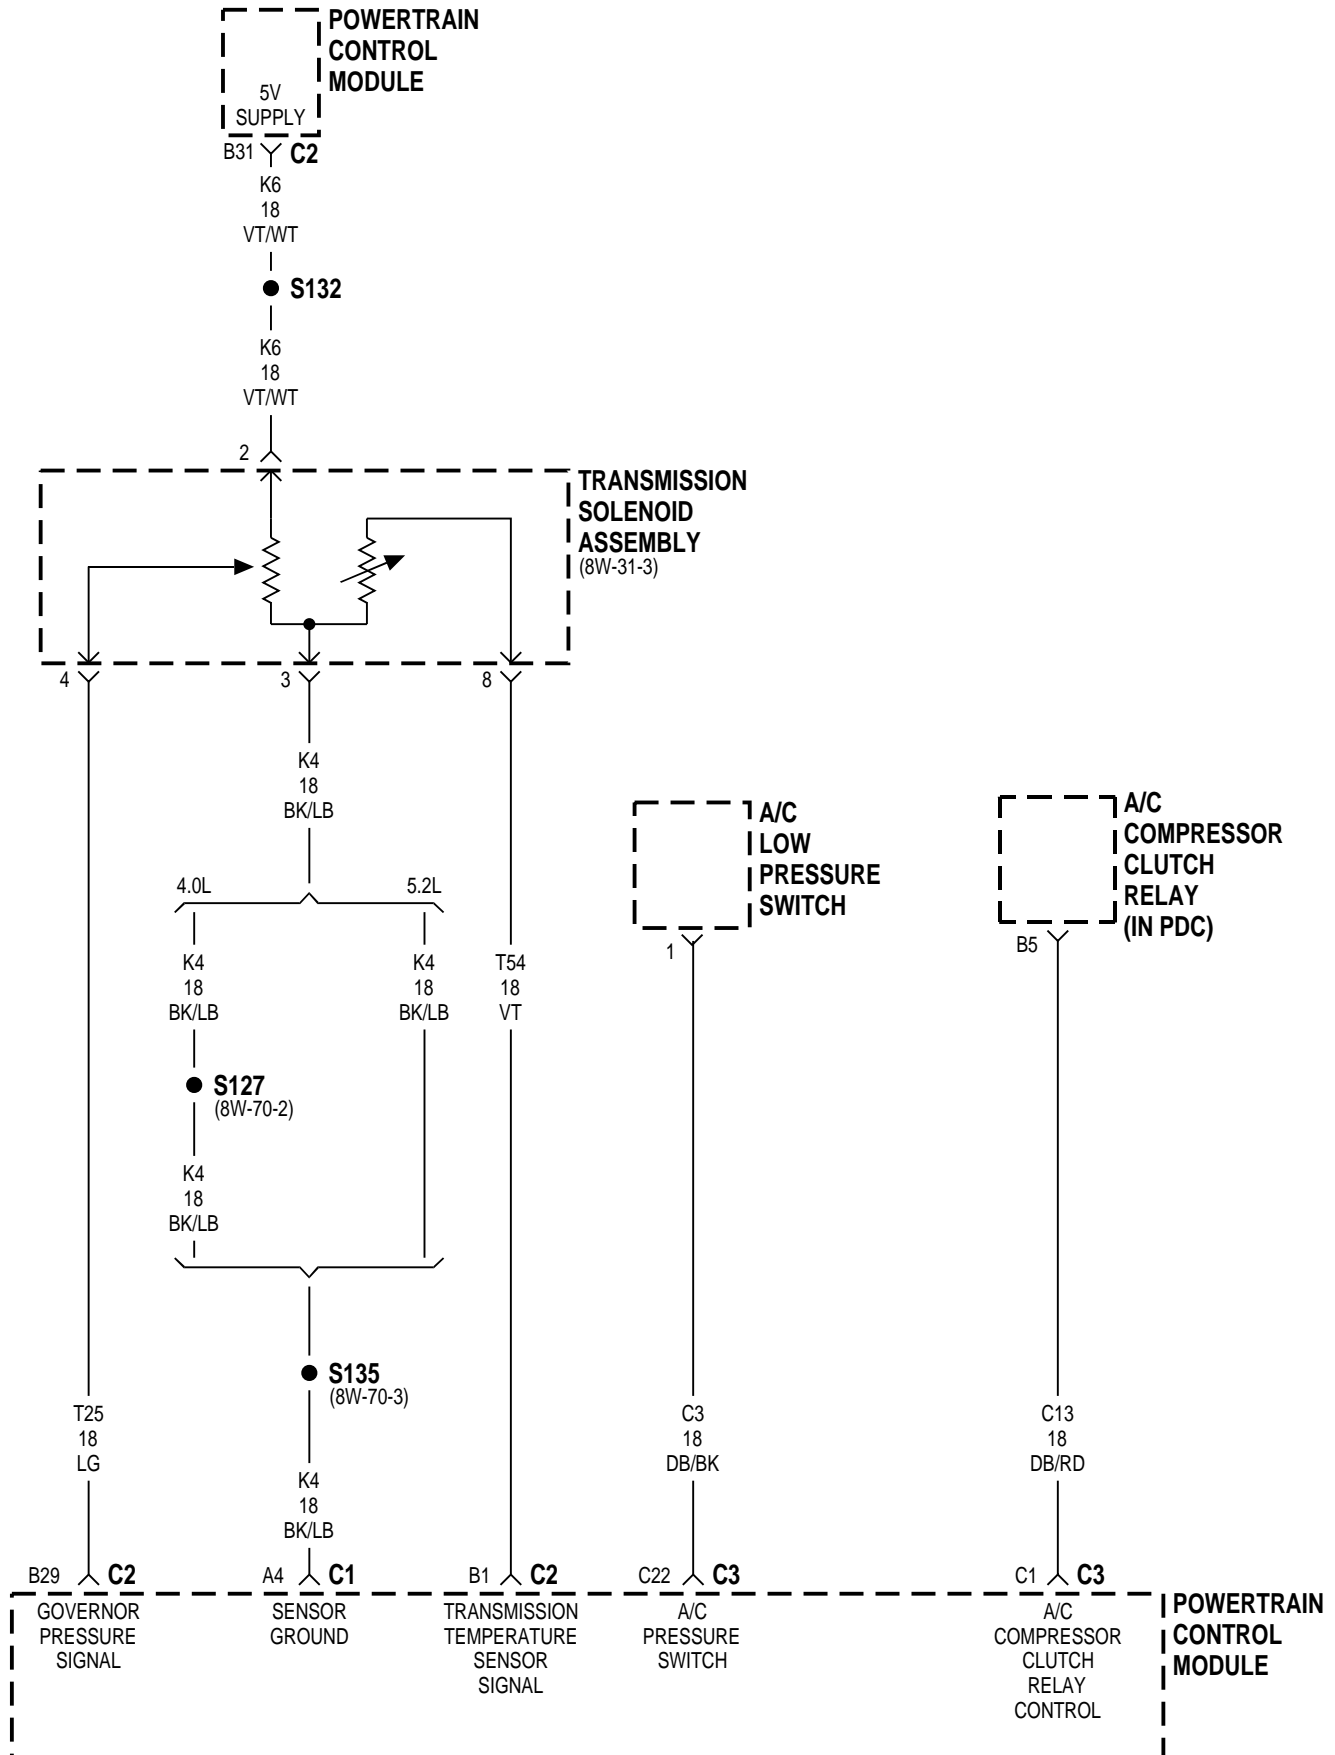 POWERTRAIN
CONTROL
MODULE
5V
SUPPLY
B31
C2
K6
18
VT/WT
S132
K6
18
VT/WT
2
TRANSMISSION
SOLENOID
ASSEMBLY
(8W-31-3)
4
3
8
K4
18
BK/LB
4.0L
5.2L
K4
18
BK/LB
K4
18
BK/LB
T54
18
VT
A/C
LOW
PRESSURE
SWITCH
1
A/C
COMPRESSOR
CLUTCH
RELAY
(IN PDC)
B5
S127
(8W-70-2)
K4
18
BK/LB
S135
(8W-70-3)
T25
18
LG
K4
18
BK/LB
C3
18
DB/BK
C13
18
DB/RD
B29
C2
A4
C1
B1
C2
C22
C3
C1
C3
GOVERNOR
PRESSURE
SIGNAL
SENSOR
GROUND
TRANSMISSION
TEMPERATURE
SENSOR
SIGNAL
A/C
PRESSURE
SWITCH
A/C
COMPRESSOR
CLUTCH
RELAY
CONTROL
POWERTRAIN
CONTROL
MODULE